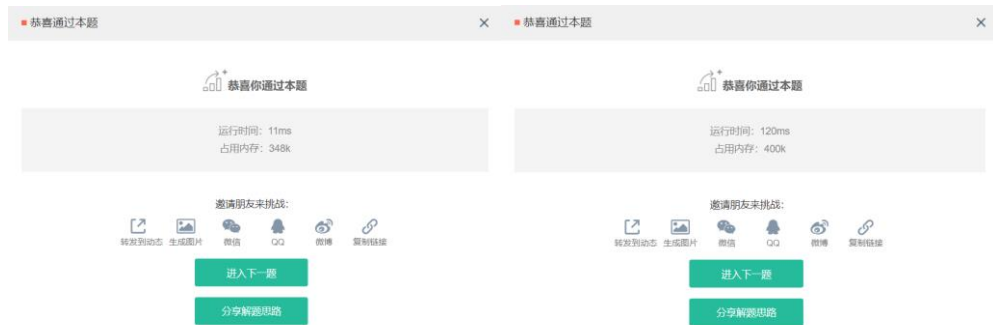 恭喜通过本题
恭喜你通过本题
运行时间：11ms
占用内存：348k
邀请朋友来挑战：
转发到动态 生成图片 微信 QQ 微博 复制链接
进入下一题
分享解题思路
恭喜通过本题
恭喜你通过本题
运行时间：120ms
占用内存：400k
邀请朋友来挑战：
转发到动态 生成图片 微信 QQ 微博 复制链接
进入下一题
分享解题思路